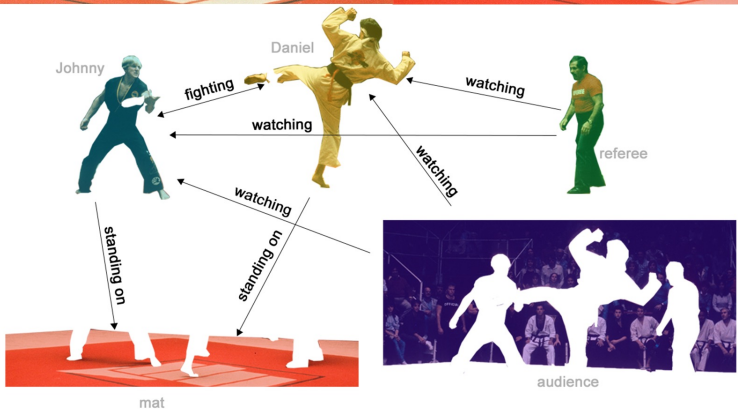 Daniel
Johnny
fighting
watching
watching
referee
watching
watching
standing on
standing on
audience
mat